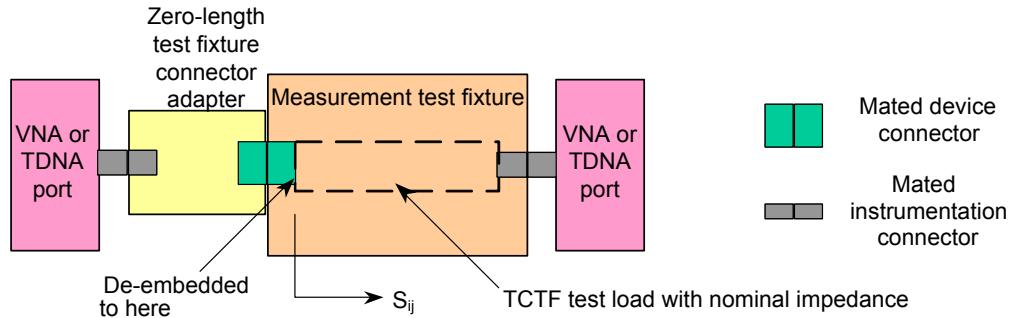 Zero-length
test fixture
connector
adapter
Measurement test fixture
VNA or
TDNA
port
VNA or
TDNA
port
Mated device
connector
Mated
instrumentation
connector
De-embedded
to here
Sij
TCTF test load with nominal impedance